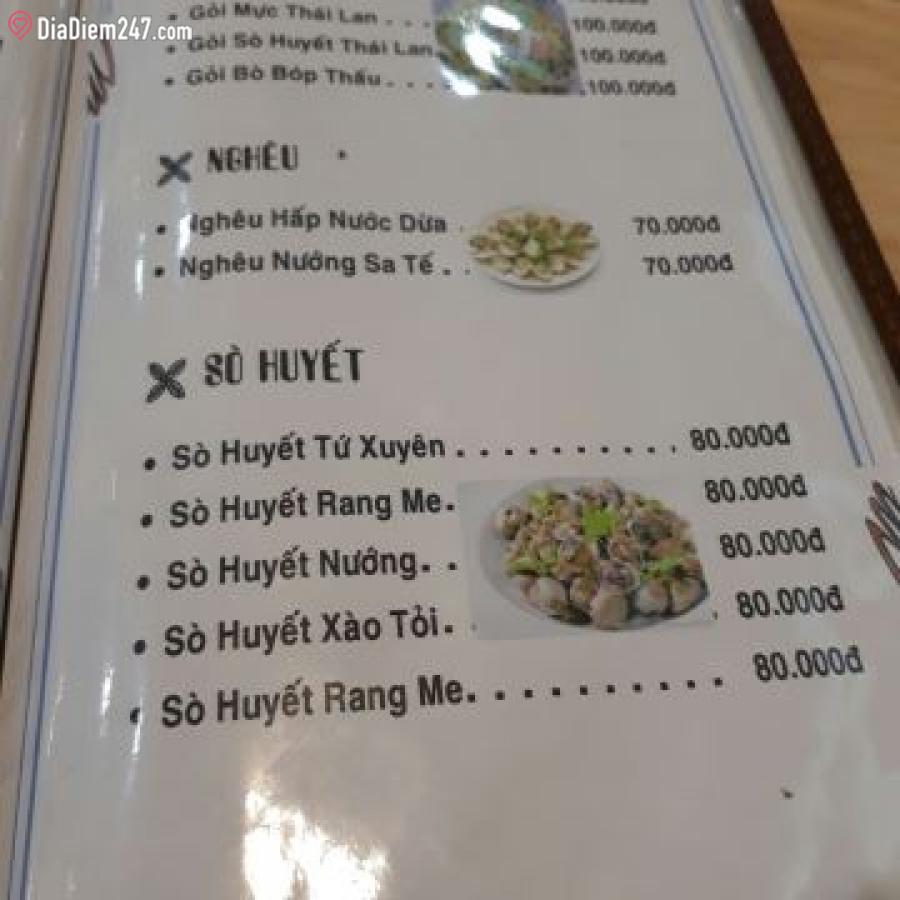 DiaDiem247.com
• Gỏi Mực Thái Lan . . . 100.000đ
• Gỏi Sò Huyết Thái Lan 100.000đ
• Gỏi Bò Bóp Thấu . . . . 100.000đ
NGHÊU
• Nghêu Hấp Nước Dừa . 70.000đ
• Nghêu Nướng Sa Tế . . 70.000đ
SÒ HUYẾT
• Sò Huyết Tứ Xuyên . . . . . . . . . . . 80.000đ
• Sò Huyết Rang Me. 80.000đ
• Sò Huyết Nướng. . 80.000đ
• Sò Huyết Xào Tỏi. . 80.000đ
• Sò Huyết Rang Me. . . . . . . . . . . 80.000đ